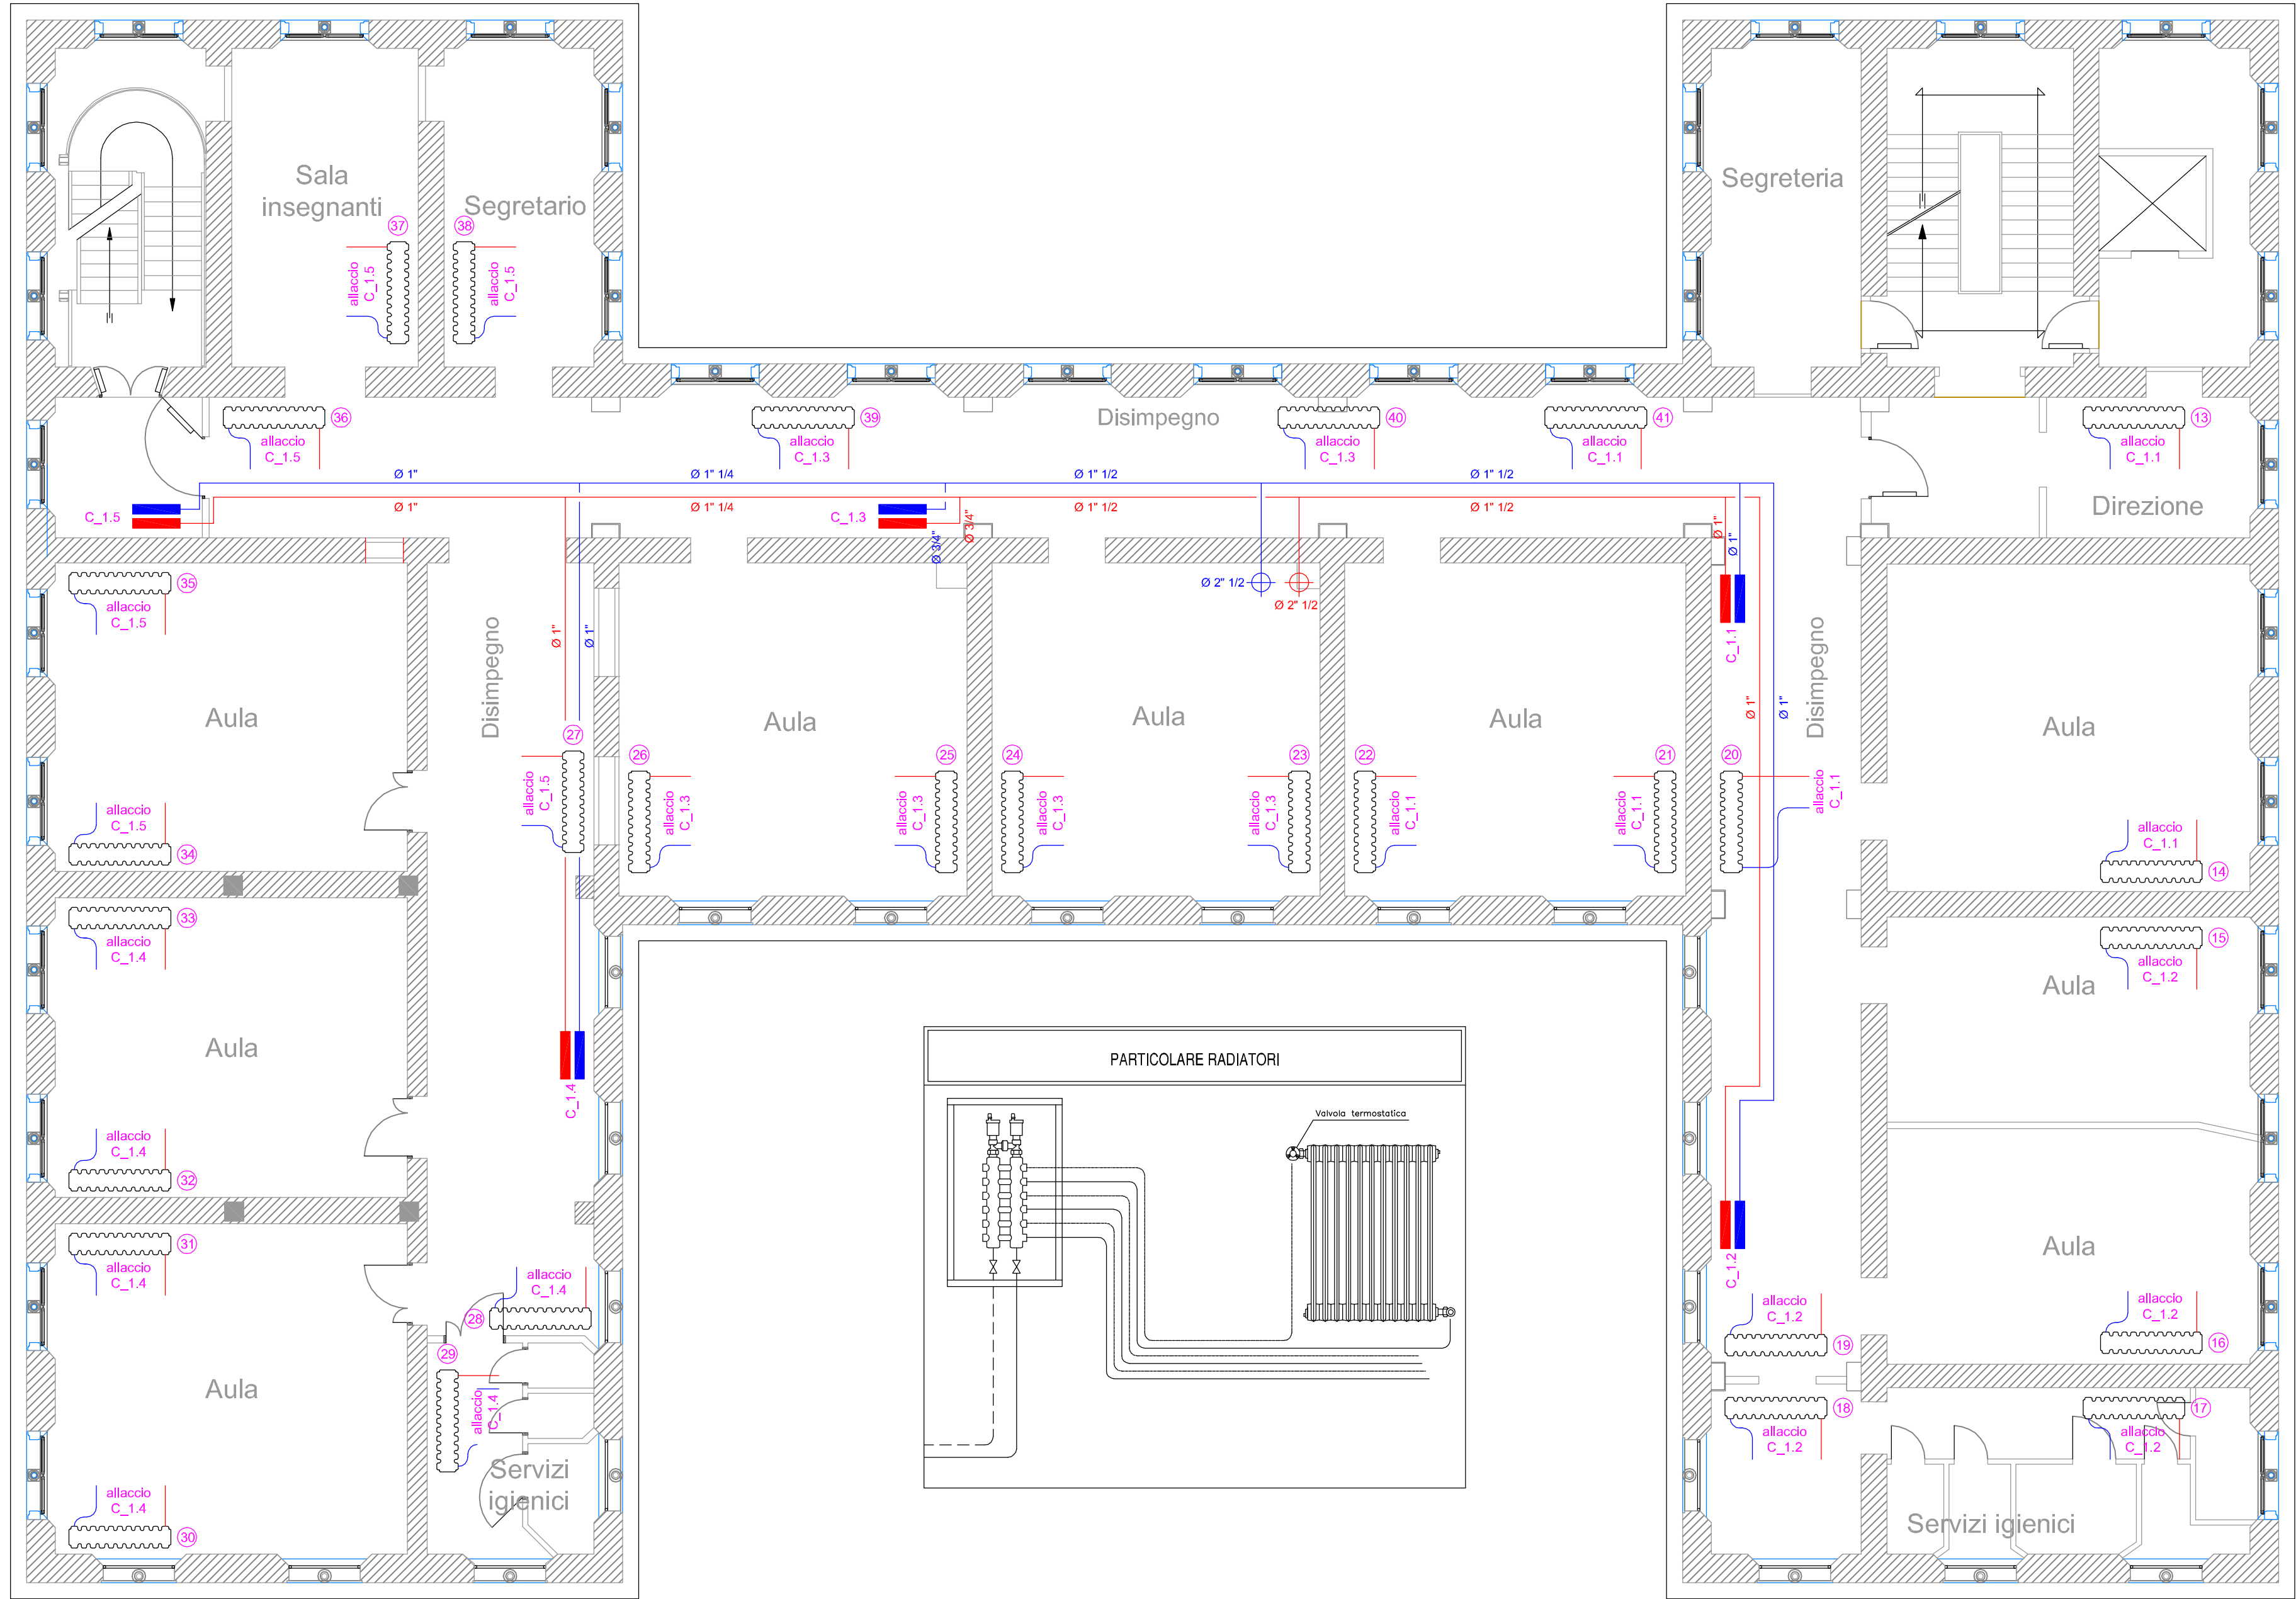 Sala
insegnanti
Segretario
Segreteria
37
38
allaccio
C_1.5
allaccio
C_1.5
36
allaccio
C_1.5
39
allaccio
C_1.3
Disimpegno
40
allaccio
C_1.3
41
allaccio
C_1.1
13
allaccio
C_1.1
Direzione
Ø 1"
Ø 1" 1/4
Ø 1" 1/2
Ø 1" 1/2
Ø 1"
Ø 1" 1/4
Ø 1" 1/2
Ø 1" 1/2
C_1.5
C_1.3
Ø 3/4"
Ø 3/4"
Ø 1"
Ø 1"
Ø 2" 1/2
Ø 2" 1/2
C_1.1
35
allaccio
C_1.5
Disimpegno
Ø 1"
Ø 1"
Disimpegno
Ø 1"
Ø 1"
Aula
Aula
Aula
Aula
Aula
27
allaccio
C_1.5
26
allaccio
C_1.3
25
allaccio
C_1.3
24
allaccio
C_1.3
23
allaccio
C_1.3
22
allaccio
C_1.1
21
allaccio
C_1.1
20
allaccio
C_1.1
allaccio
C_1.5
34
allaccio
C_1.1
14
33
allaccio
C_1.4
15
allaccio
C_1.2
Aula
Aula
C_1.4
PARTICOLARE RADIATORI
Valvola termostatica
allaccio
C_1.4
32
31
allaccio
C_1.4
Aula
C_1.2
allaccio
C_1.4
28
29
allaccio
C_1.4
allaccio
C_1.2
19
allaccio
C_1.2
16
Aula
18
allaccio
C_1.2
17
allaccio
C_1.2
Servizi
igienici
allaccio
C_1.4
30
Servizi igienici